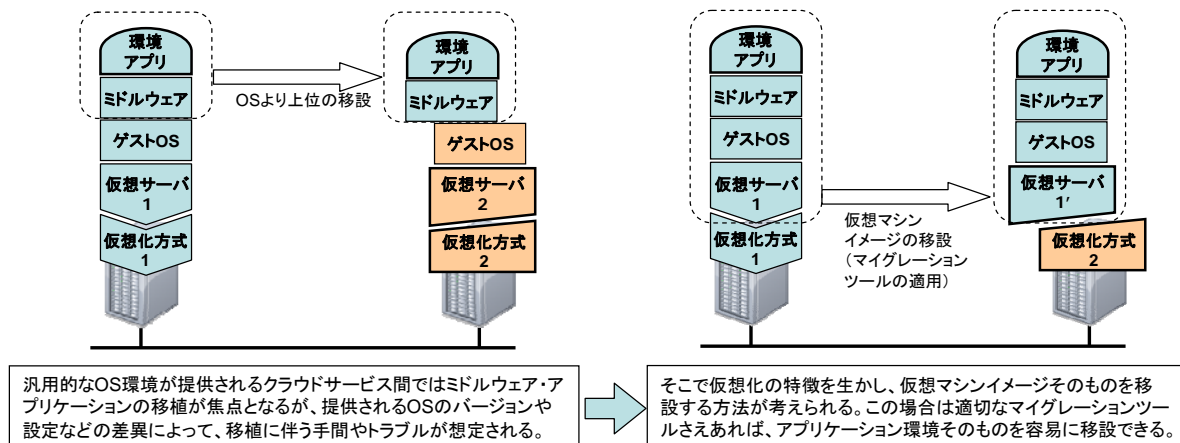 環境
アプリ
ミドルウェア
ゲストOS
仮想サーバ
1
仮想化方式
1
OSより上位の移設
環境
アプリ
ミドルウェア
ゲストOS
仮想サーバ
2
仮想化方式
2
環境
アプリ
ミドルウェア
ゲストOS
仮想サーバ
1
仮想化方式
1
仮想マシン
イメージの移設
（マイグレーション
ツールの適用）
環境
アプリ
ミドルウェア
ゲストOS
仮想サーバ
1′
仮想化方式
2
汎用的なOS環境が提供されるクラウドサービス間ではミドルウェア・ア
プリケーションの移植が焦点となるが、提供されるOSのバージョンや
設定などの差異によって、移植に伴う手間やトラブルが想定される。
そこで仮想化の特徴を生かし、仮想マシンイメージそのものを移
設する方法が考えられる。この場合は適切なマイグレーションツー
ルさえあれば、アプリケーション環境そのものを容易に移設できる。